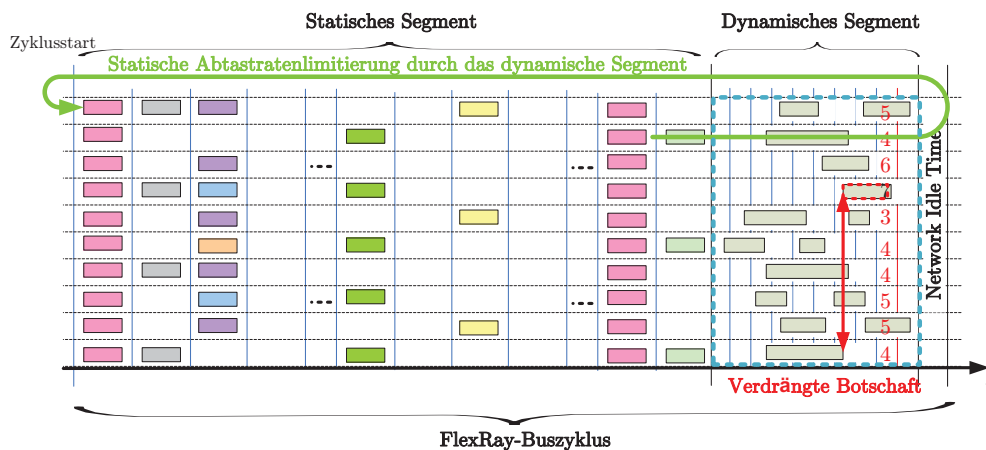 Statisches Segment
Dynamisches Segment
Zyklusstart
Statische Abtastratenlimitierung durch das dynamische Segment
5
4
6
3
4
4
5
5
4
Network Idle Time
Verdrängte Botschaft
FlexRay-Buszyklus